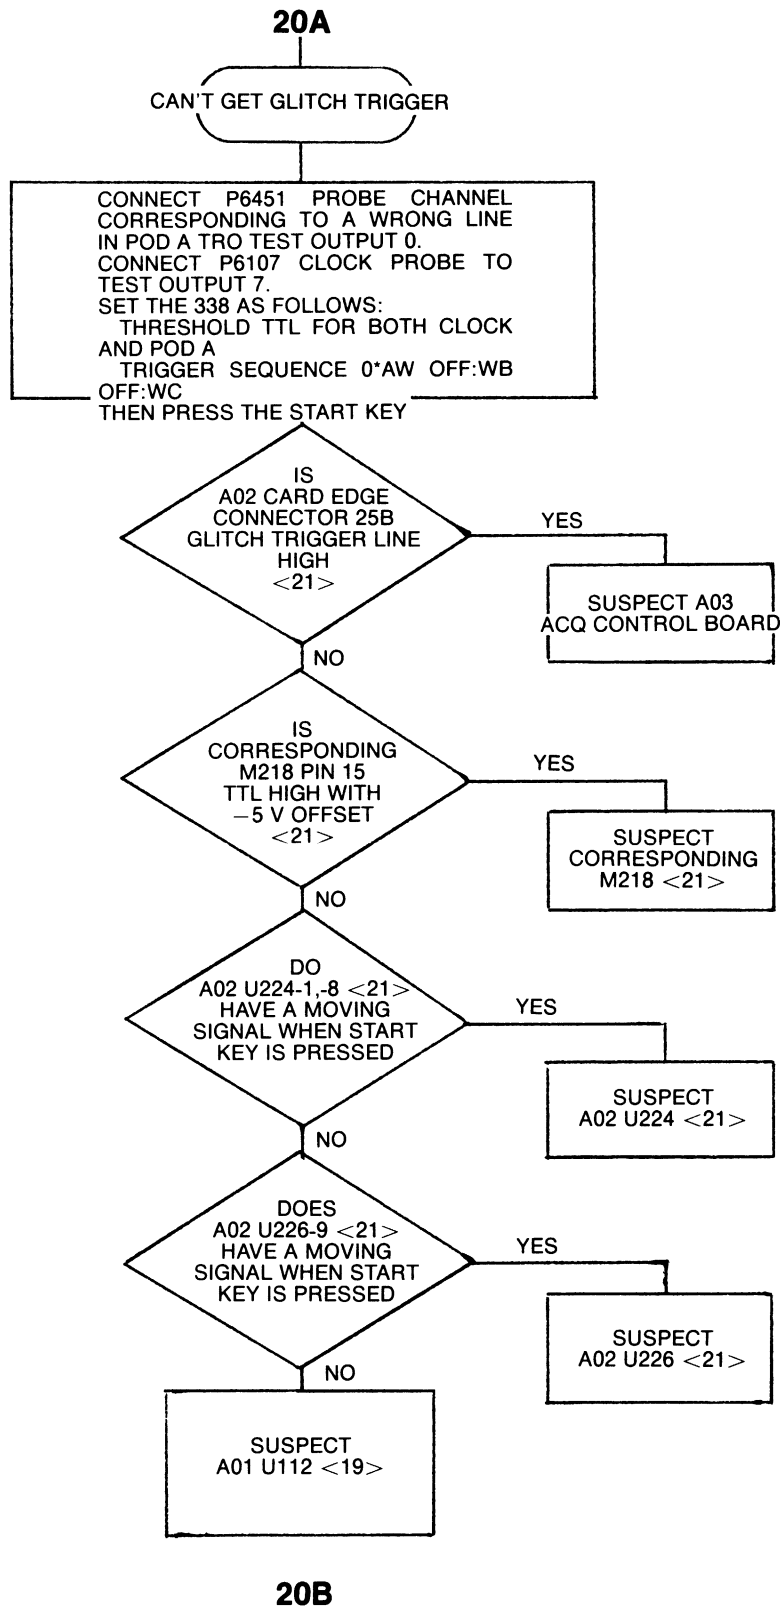 20A
CAN'T GET GLITCH TRIGGER
CONNECT P6451 PROBE CHANNEL
CORRESPONDING TO A WRONG LINE
IN POD A TRO TEST OUTPUT 0.
CONNECT P6107 CLOCK PROBE TO
TEST OUTPUT 7.
SET THE 338 AS FOLLOWS:
THRESHOLD TTL FOR BOTH CLOCK
AND POD A
TRIGGER SEQUENCE 0*AW OFF:WB
OFF:WC
THEN PRESS THE START KEY
IS
A02 CARD EDGE
CONNECTOR 25B
GLITCH TRIGGER LINE
HIGH
<21>
YES
SUSPECT A03
ACQ CONTROL BOARD
NO
IS
CORRESPONDING
M218 PIN 15
TTL HIGH WITH
−5 V OFFSET
<21>
YES
SUSPECT
CORRESPONDING
M218 <21>
NO
DO
A02 U224-1,-8 <21>
HAVE A MOVING
SIGNAL WHEN START
KEY IS PRESSED
YES
SUSPECT
A02 U224 <21>
NO
DOES
A02 U226-9 <21>
HAVE A MOVING
SIGNAL WHEN START
KEY IS PRESSED
YES
SUSPECT
A02 U226 <21>
NO
SUSPECT
A01 U112 <19>
20B